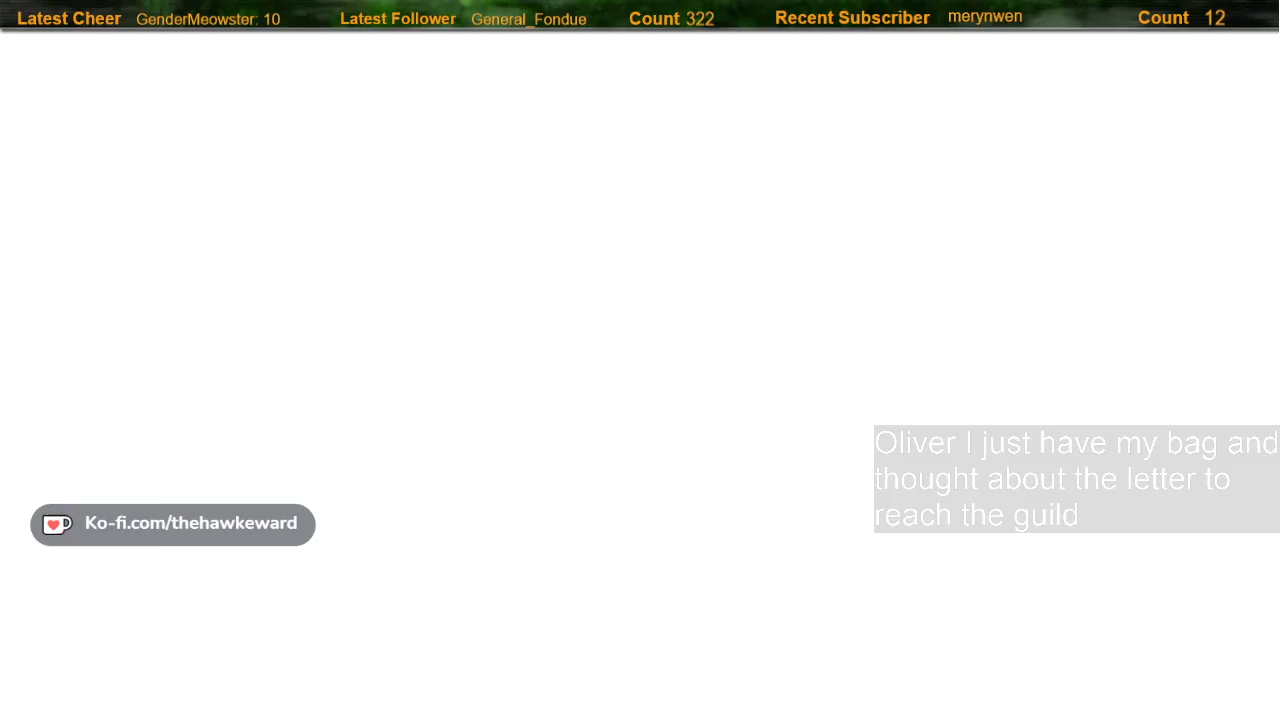 Latest Cheer GenderMeowster: 10 Latest Follower General_Fondue Count 322 Recent Subscriber merynwen Count 12
Oliver I just have my bag and
thought about the letter to
reach the guild
Ko-fi.com/thehawkeward